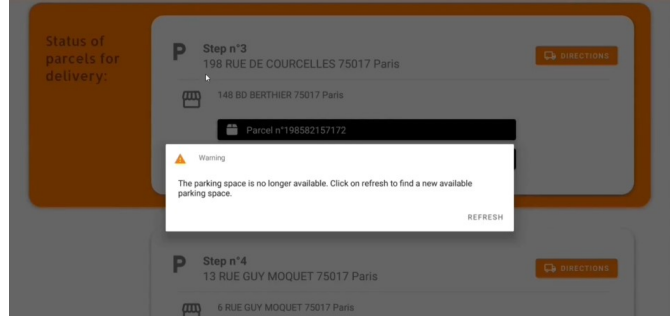 Status of
parcels for
delivery:
Step n°3
198 RUE DE COURCELLES 75017 Paris
DIRECTIONS
148 BD BERTHIER 75017 Paris
Parcel n°198582157172
Warning
The parking space is no longer available. Click on refresh to find a new available
parking space.
REFRESH
Step n°4
13 RUE GUY MOQUET 75017 Paris
DIRECTIONS
6 RUE GUY MOQUET 75017 Paris